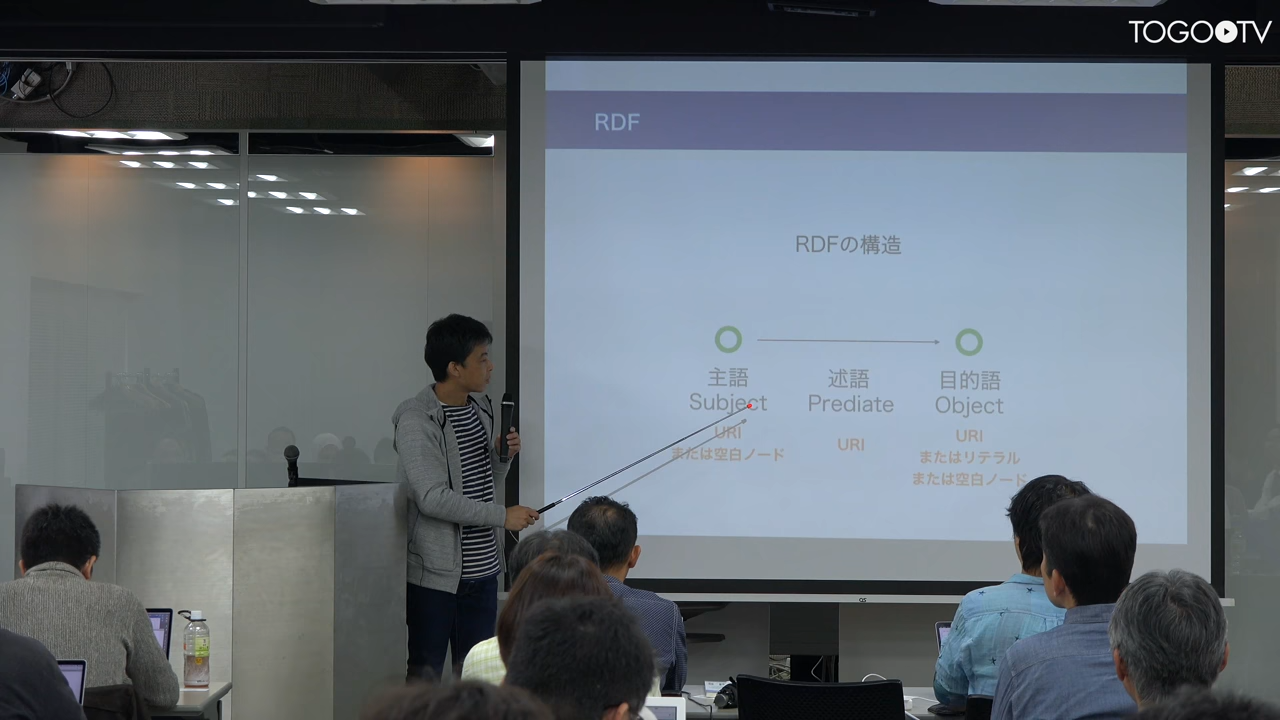 TOGO TV
RDF
RDFの構造
主語
Subject
URI
または空白ノード
述語
Prediate
URI
目的語
Object
URI
またはリテラル
または空白ノード